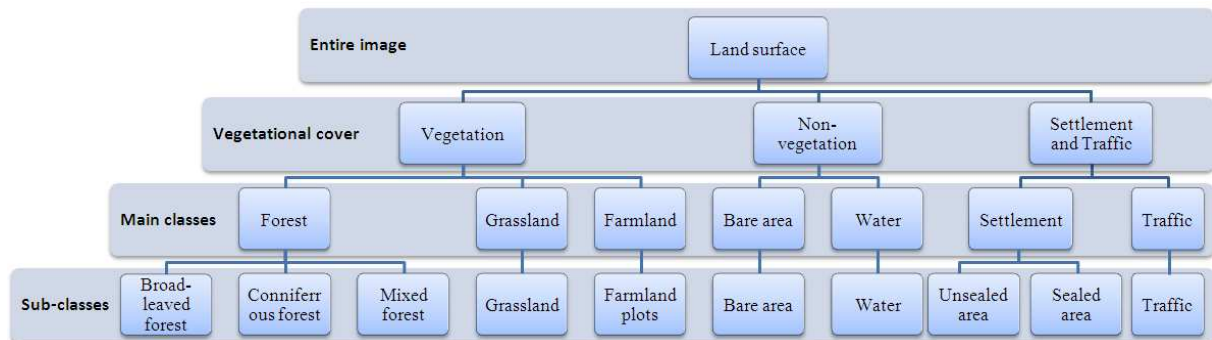 Entire image
Land surface
Vegetational cover
Vegetation
Non-
vegetation
Settlement
and Traffic
Main classes
Forest
Grassland
Farmland
Bare area
Water
Settlement
Traffic
Sub-classes
Broad-
leaved
forest
Conniferr
ous forest
Mixed
forest
Grassland
Farmland
plots
Bare area
Water
Unsealed
area
Sealed
area
Traffic